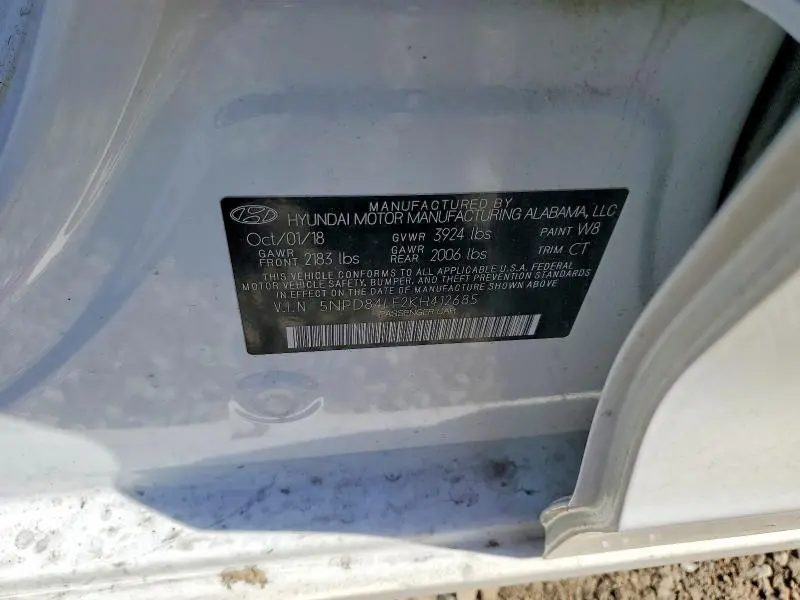 MANUFACTURED BY
HYUNDAI MOTOR MANUFACTURING ALABAMA, LLC
Oct/01/18 GVWR 3924 lbs PAINT W8
GAWR FRONT 2183 lbs GAWR REAR 2006 lbs TRIM CT
THIS VEHICLE CONFORMS TO ALL APPLICABLE U.S.A. FEDERAL
MOTOR VEHICLE SAFETY, BUMPER, AND THEFT PREVENTION STANDARDS
IN EFFECT ON THE DATE OF MANUFACTURE SHOWN ABOVE
V.I.N 5NPD84LF2KH412685
PASSENGER CAR